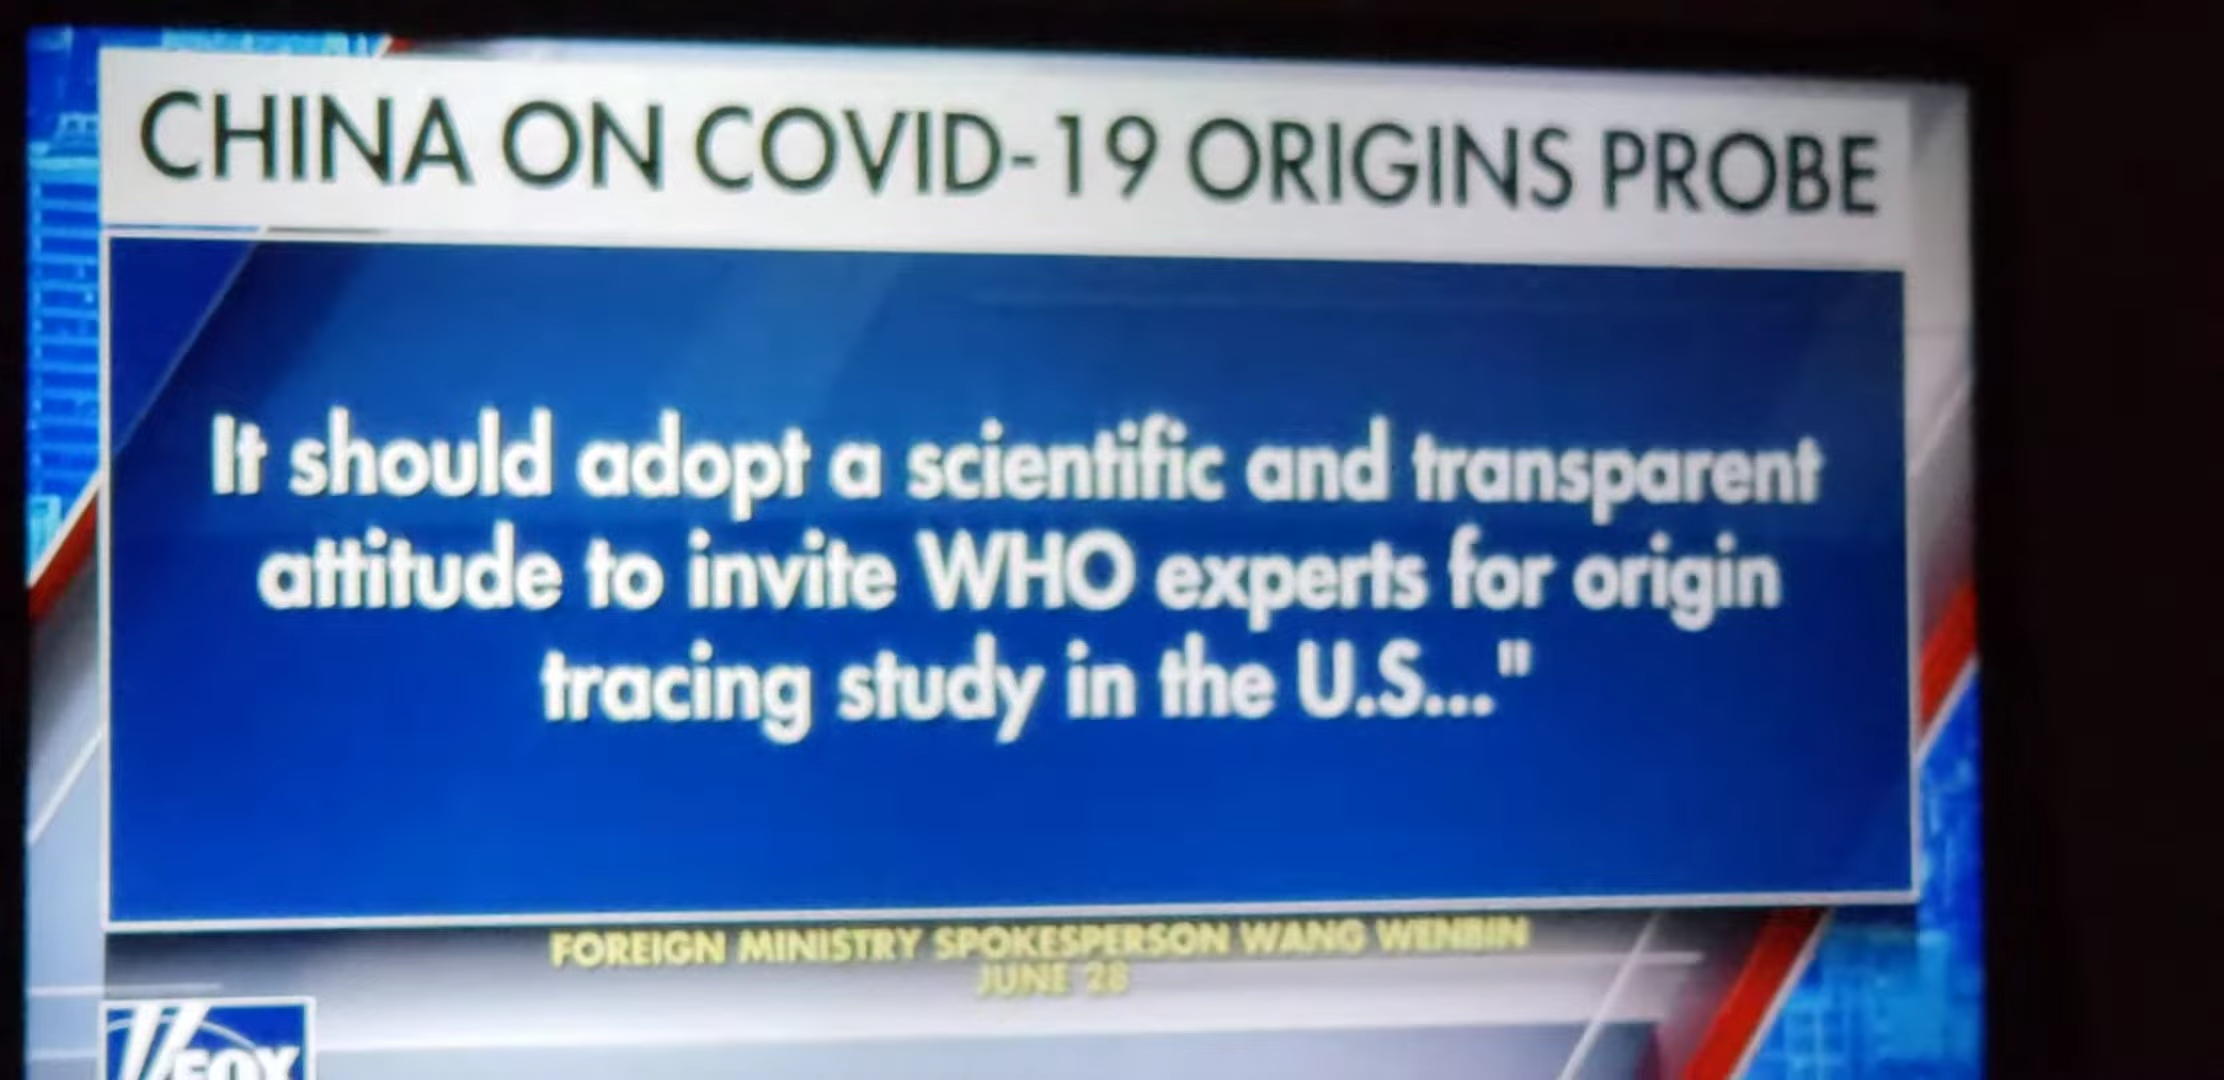 CHINA ON COVID-19 ORIGINS PROBE
It should adopt a scientific and transparent
attitude to invite WHO experts for origin
tracing study in the U.S..."
FOREIGN MINISTRY SPOKESPERSON WANG WENBIN
JUNE 28
FOX